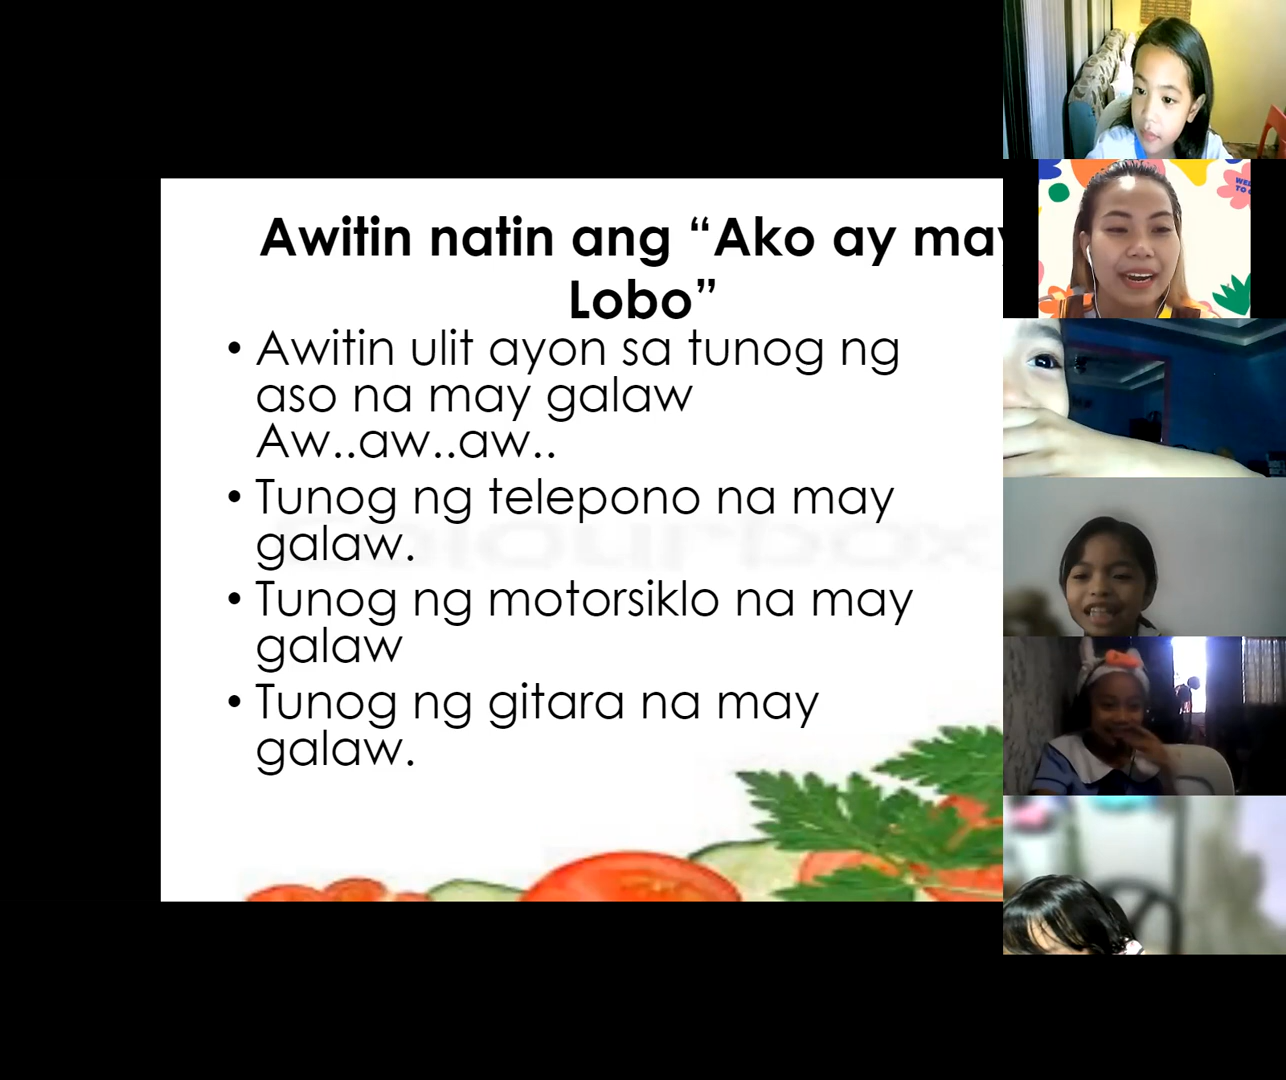 Awitin natin ang “Ako ay may
Lobo”
• Awitin ulit ayon sa tunog ng
aso na may galaw
Aw..aw..aw..
• Tunog ng telepono na may
galaw.
• Tunog ng motorsiklo na may
galaw
• Tunog ng gitara na may
galaw.